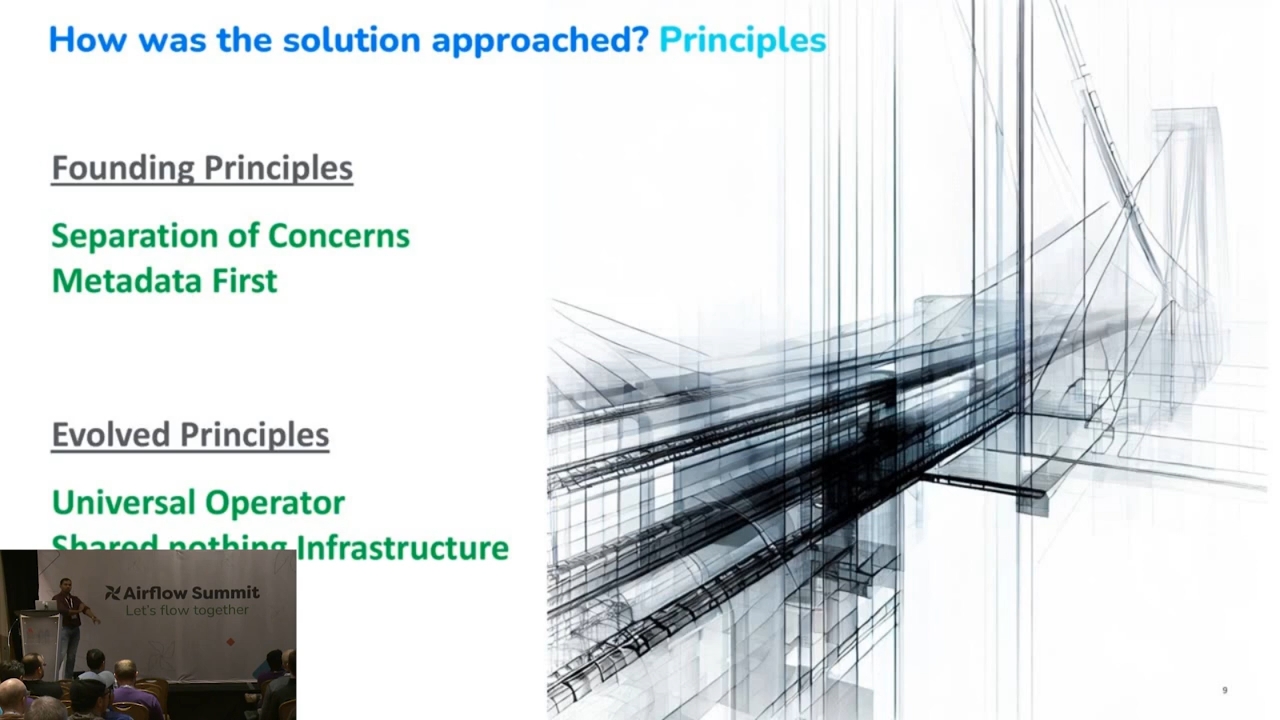 How was the solution approached? Principles
Founding Principles
Separation of Concerns
Metadata First
Evolved Principles
Universal Operator
Shared nothing Infrastructure
Airflow Summit
Let's flow together
9